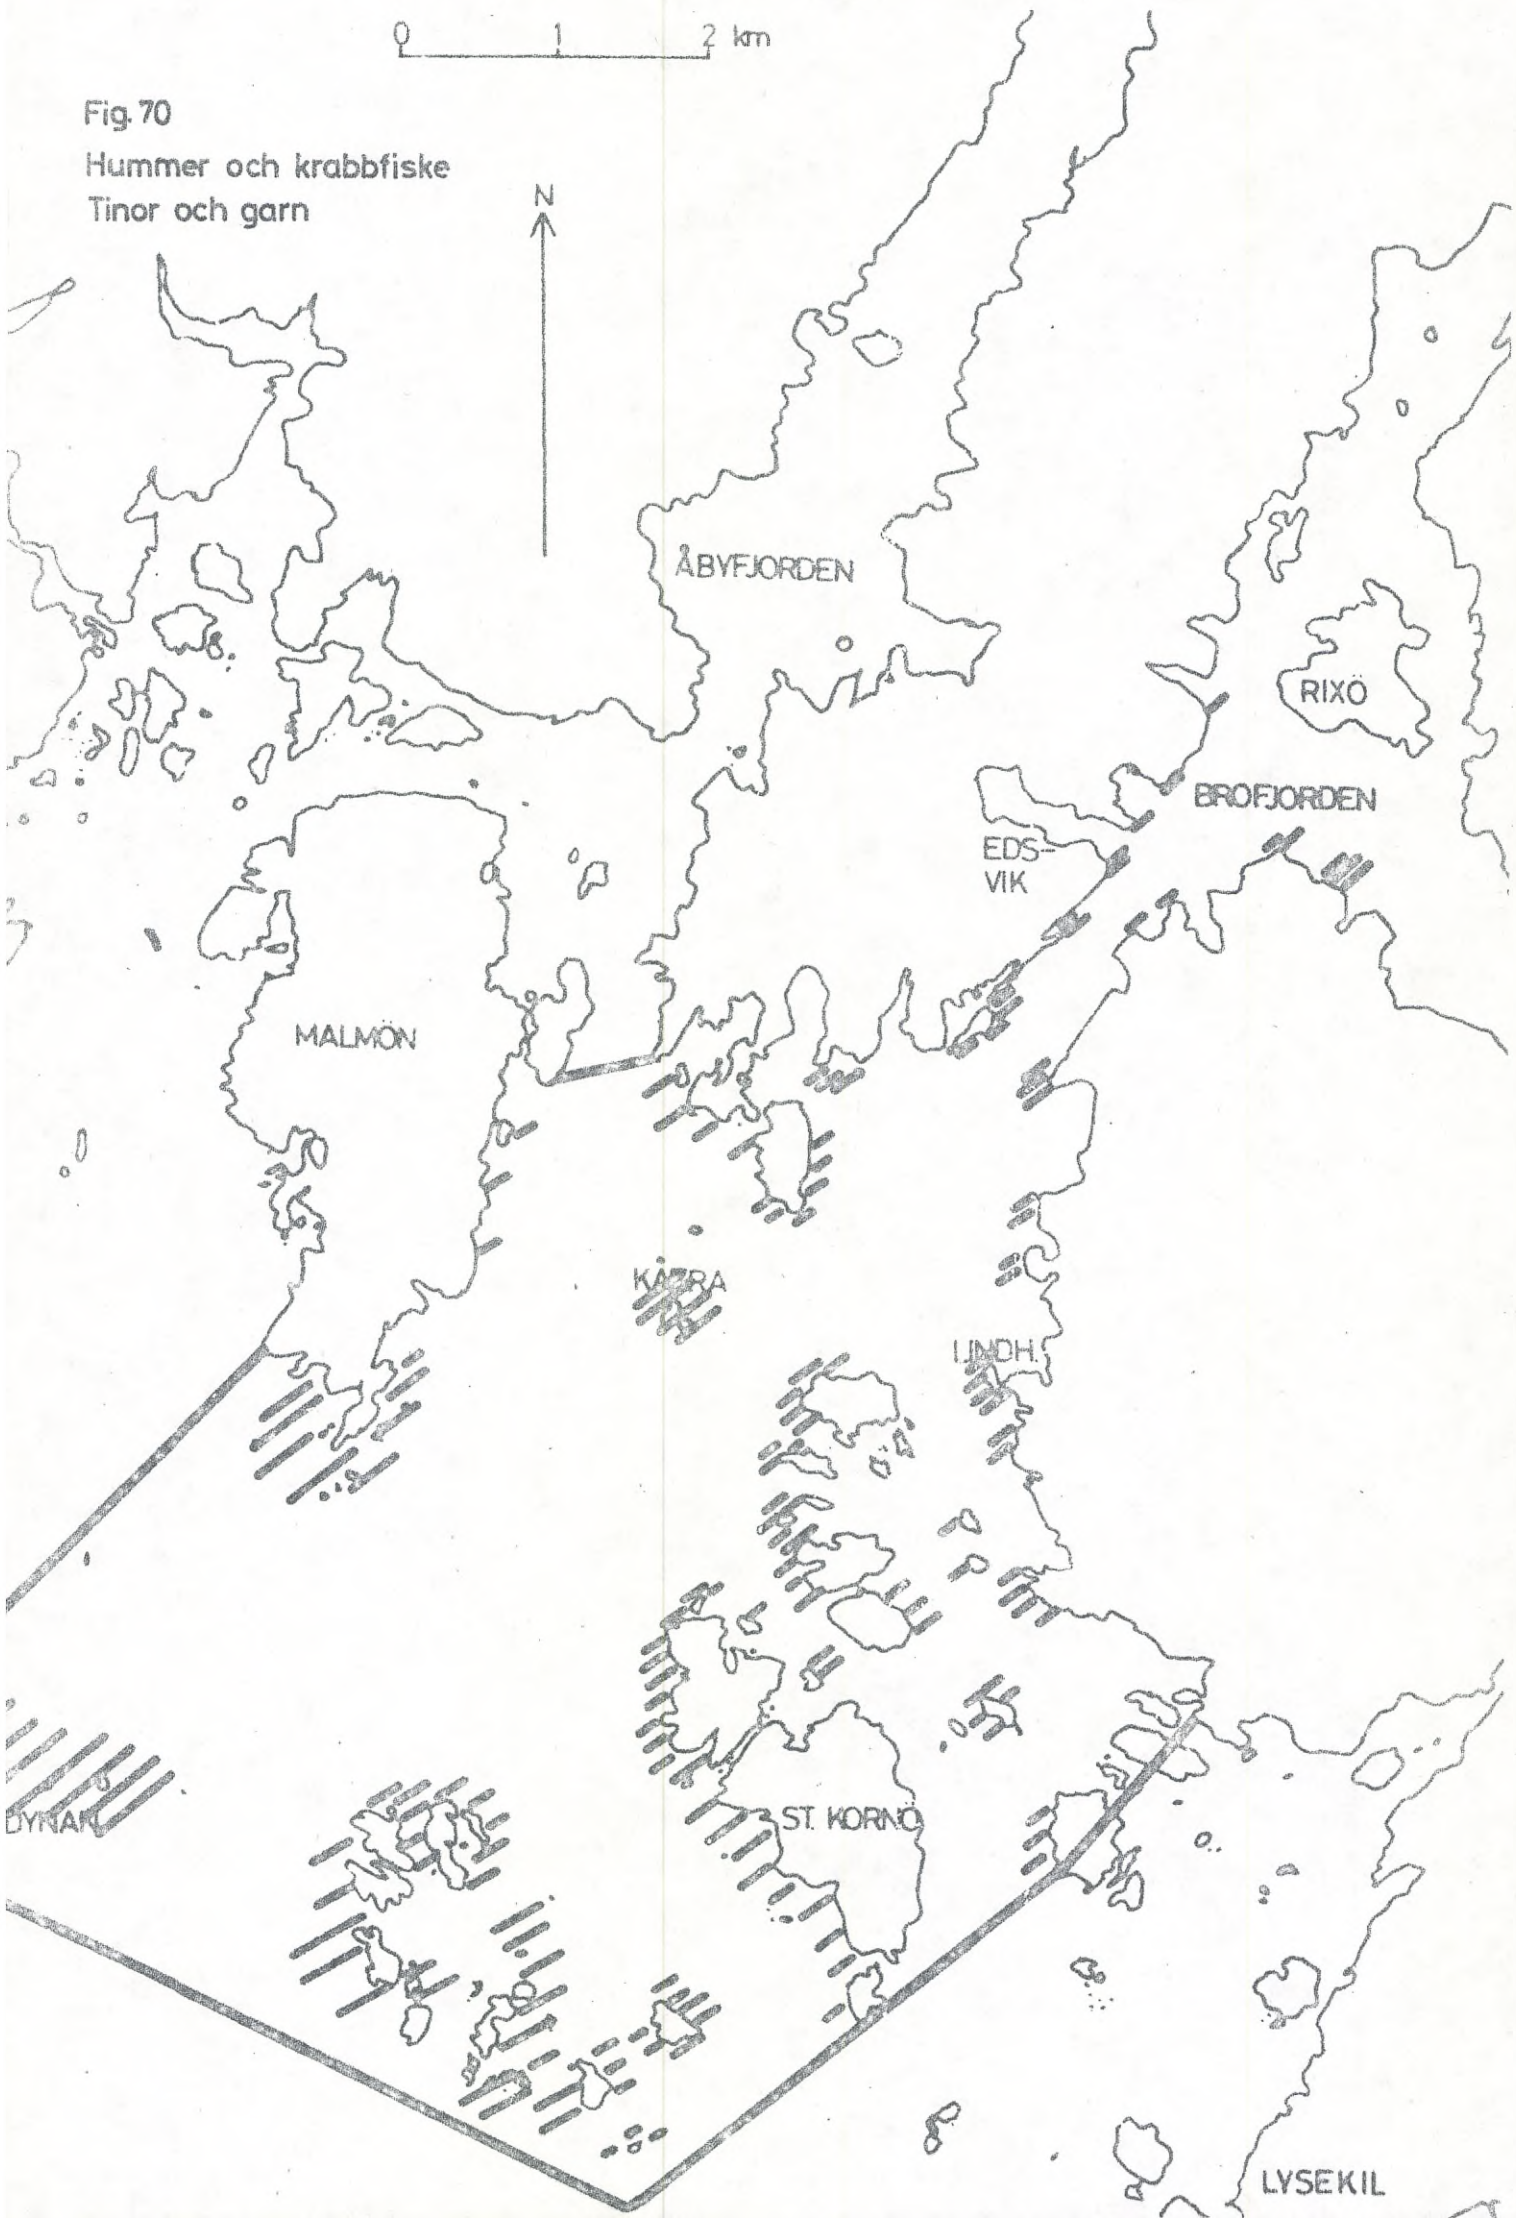 0 1 2 km
Fig. 70
Hummer och krabbfiske
Tinor och garn
N
ÅBYFJORDEN
RIXÖ
BROFJORDEN
EDS-
VIK
MALMÖN
LINDH.
DYNAN
ST. KORNÖ
LYSEKIL